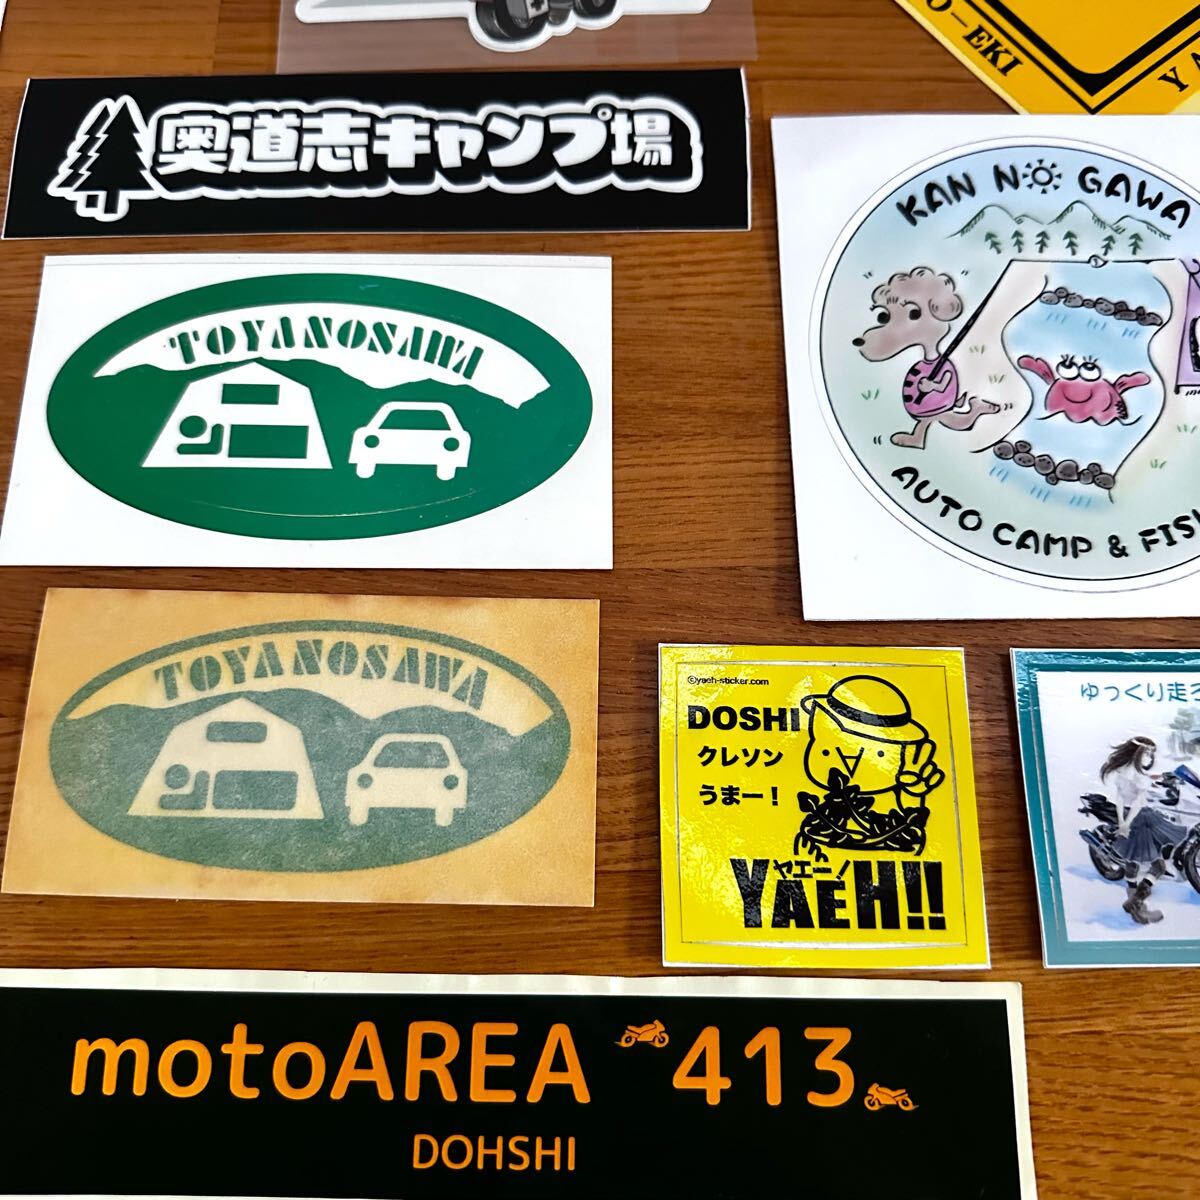 O-EKI
YA
奥道志キャンプ場
KAN NO GAWA
TOYANOSAWA
AUTO CAMP & FIS
TOYANOSAWA
©yaeh-sticker.com
DOSHI
クレソン
うまー!
ヤエー!
YAEH!!
ゆっくり走ろ
motoAREA 413
DOHSHI